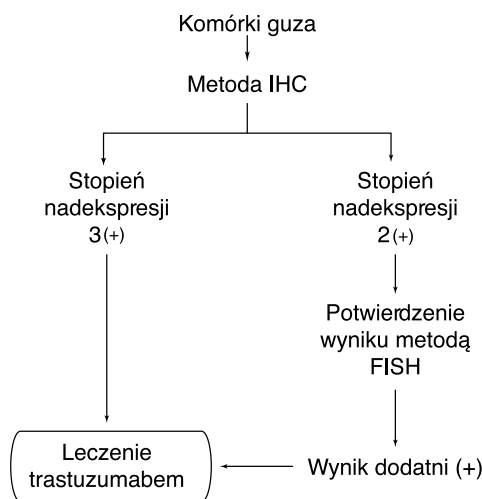 Komórki guza
Metoda IHC
Stopień
nadekspresji
3(+)
Stopień
nadekspresji
2(+)
Potwierdzenie
wyniku metodą
FISH
Leczenie
trastuzumabem
Wynik dodatni (+)